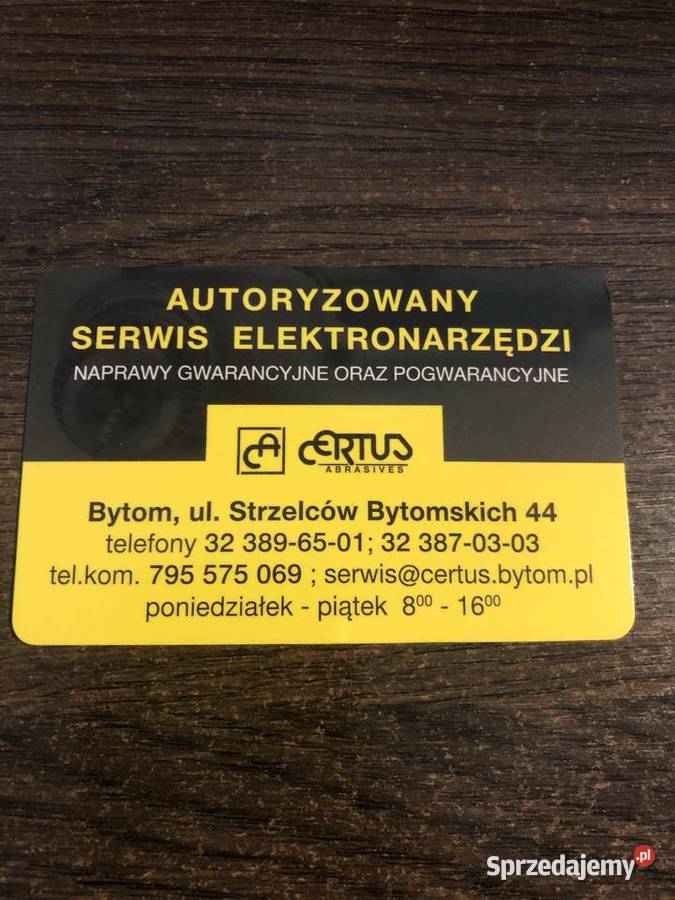 AUTORYZOWANY
SERWIS ELEKTRONARZĘDZI
NAPRAWY GWARANCYJNE ORAZ POGWARANCYJNE
CA CERTUS
ABRASIVES
Bytom, ul. Strzelców Bytomskich 44
telefony 32 389-65-01; 32 387-03-03
tel.kom. 795 575 069 ; serwis@certus.bytom.pl
poniedziałek - piątek 8⁰⁰ - 16⁰⁰
Sprzedajemy.pl